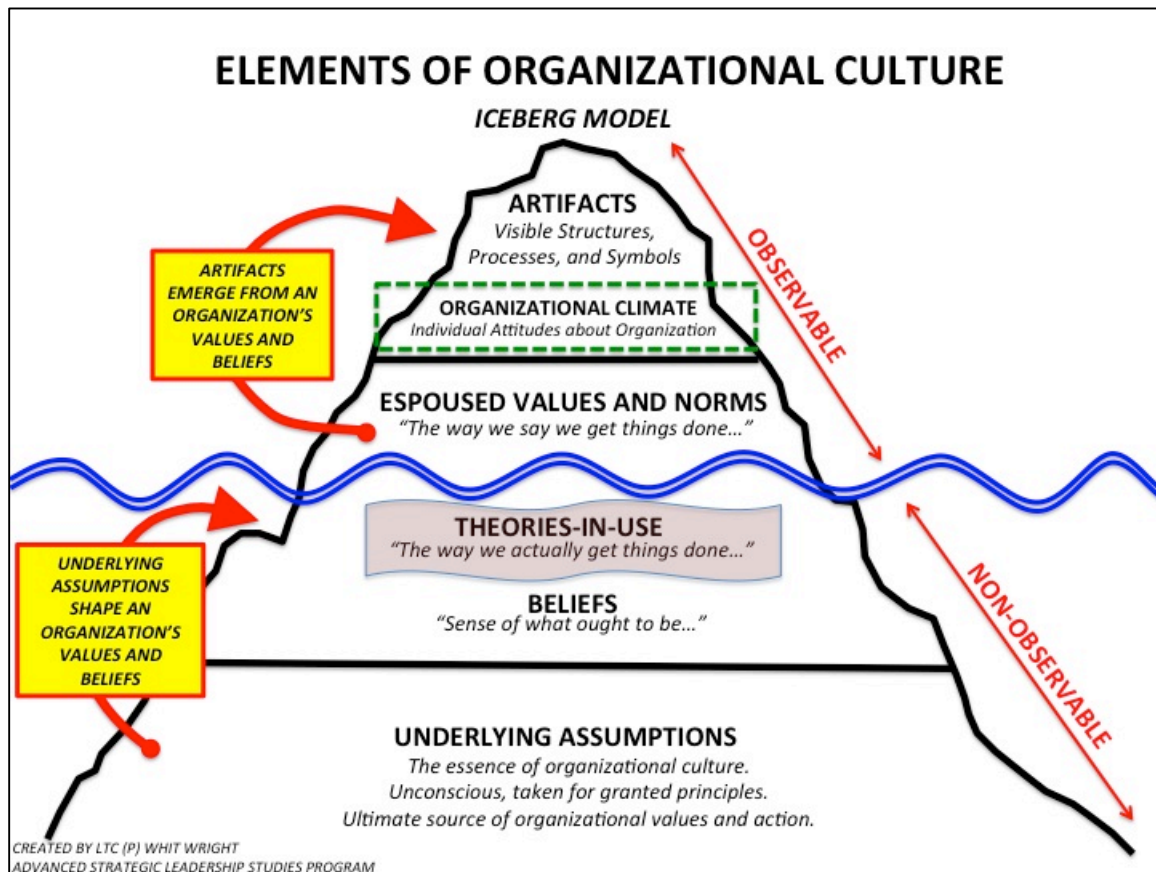 ELEMENTS OF ORGANIZATIONAL CULTURE
ICEBERG MODEL
ARTIFACTS
Visible Structures,
Processes, and Symbols
ORGANIZATIONAL CLIMATE
Individual Attitudes about Organization
ESPOUSED VALUES AND NORMS
“The way we say we get things done…”
OBSERVABLE
ARTIFACTS
EMERGE FROM AN
ORGANIZATION’S
VALUES AND
BELIEFS
THEORIES-IN-USE
“The way we actually get things done…”
BELIEFS
“Sense of what ought to be…”
NON-OBSERVABLE
UNDERLYING
ASSUMPTIONS
SHAPE AN
ORGANIZATION’S
VALUES AND
BELIEFS
UNDERLYING ASSUMPTIONS
The essence of organizational culture.
Unconscious, taken for granted principles.
Ultimate source of organizational values and action.
CREATED BY LTC (P) WHIT WRIGHT
ADVANCED STRATEGIC LEADERSHIP STUDIES PROGRAM